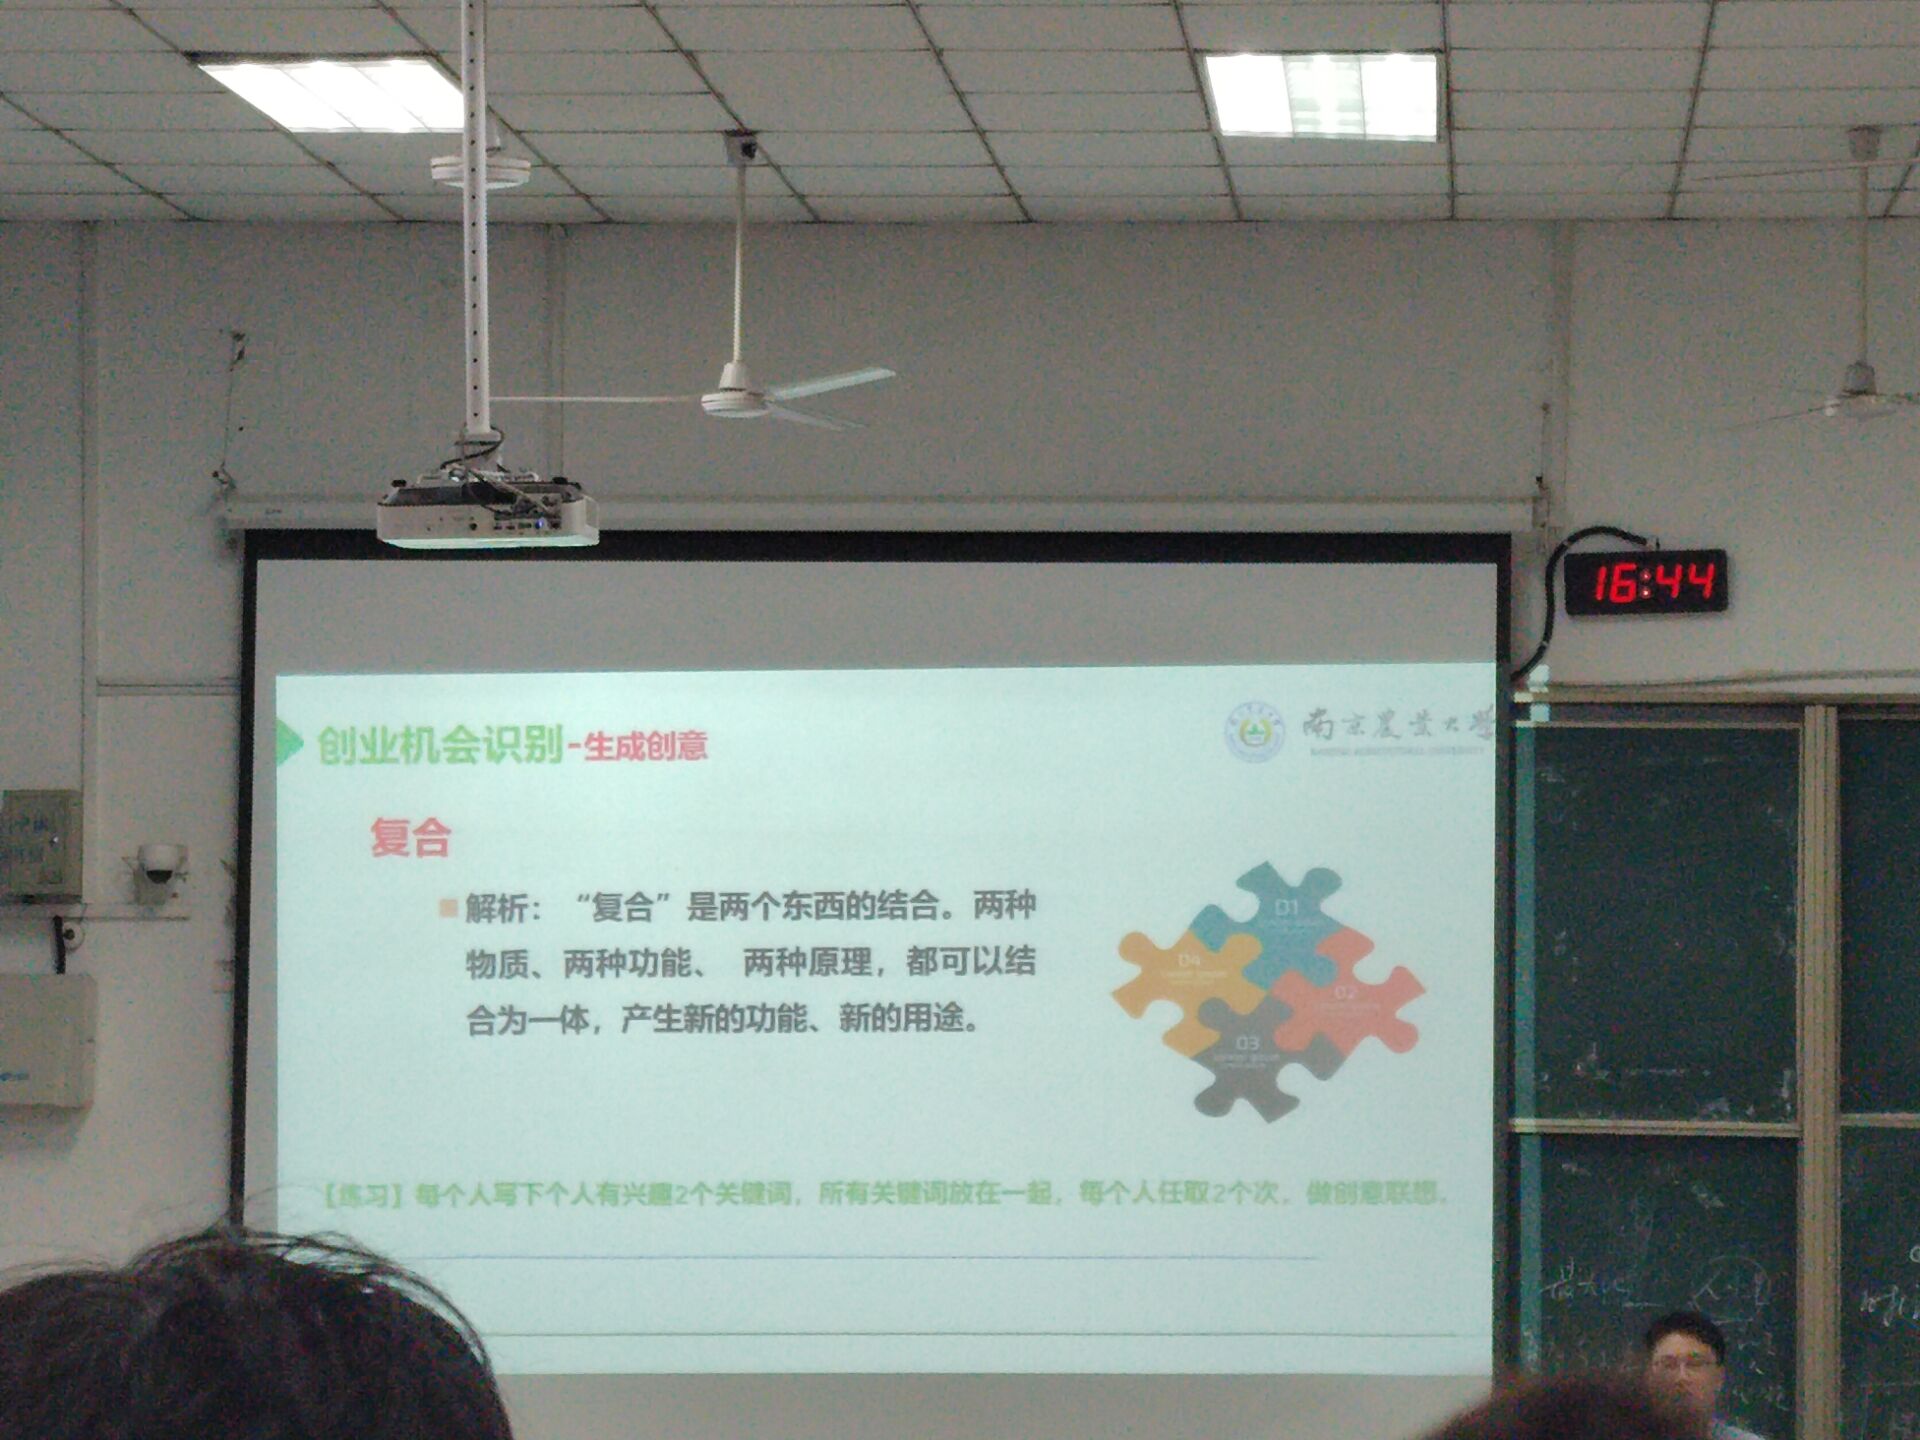 16:44
创业机会识别-生成创意
南京农业大学
NANJING AGRICULTURAL UNIVERSITY
复合
解析：“复合”是两个东西的结合。两种
物质、两种功能、 两种原理，都可以结
合为一体，产生新的功能、新的用途。
01
04
02
03
【练习】每个人写下个人有兴趣2个关键词，所有关键词放在一起，每个人任取2个次，做创意联想。